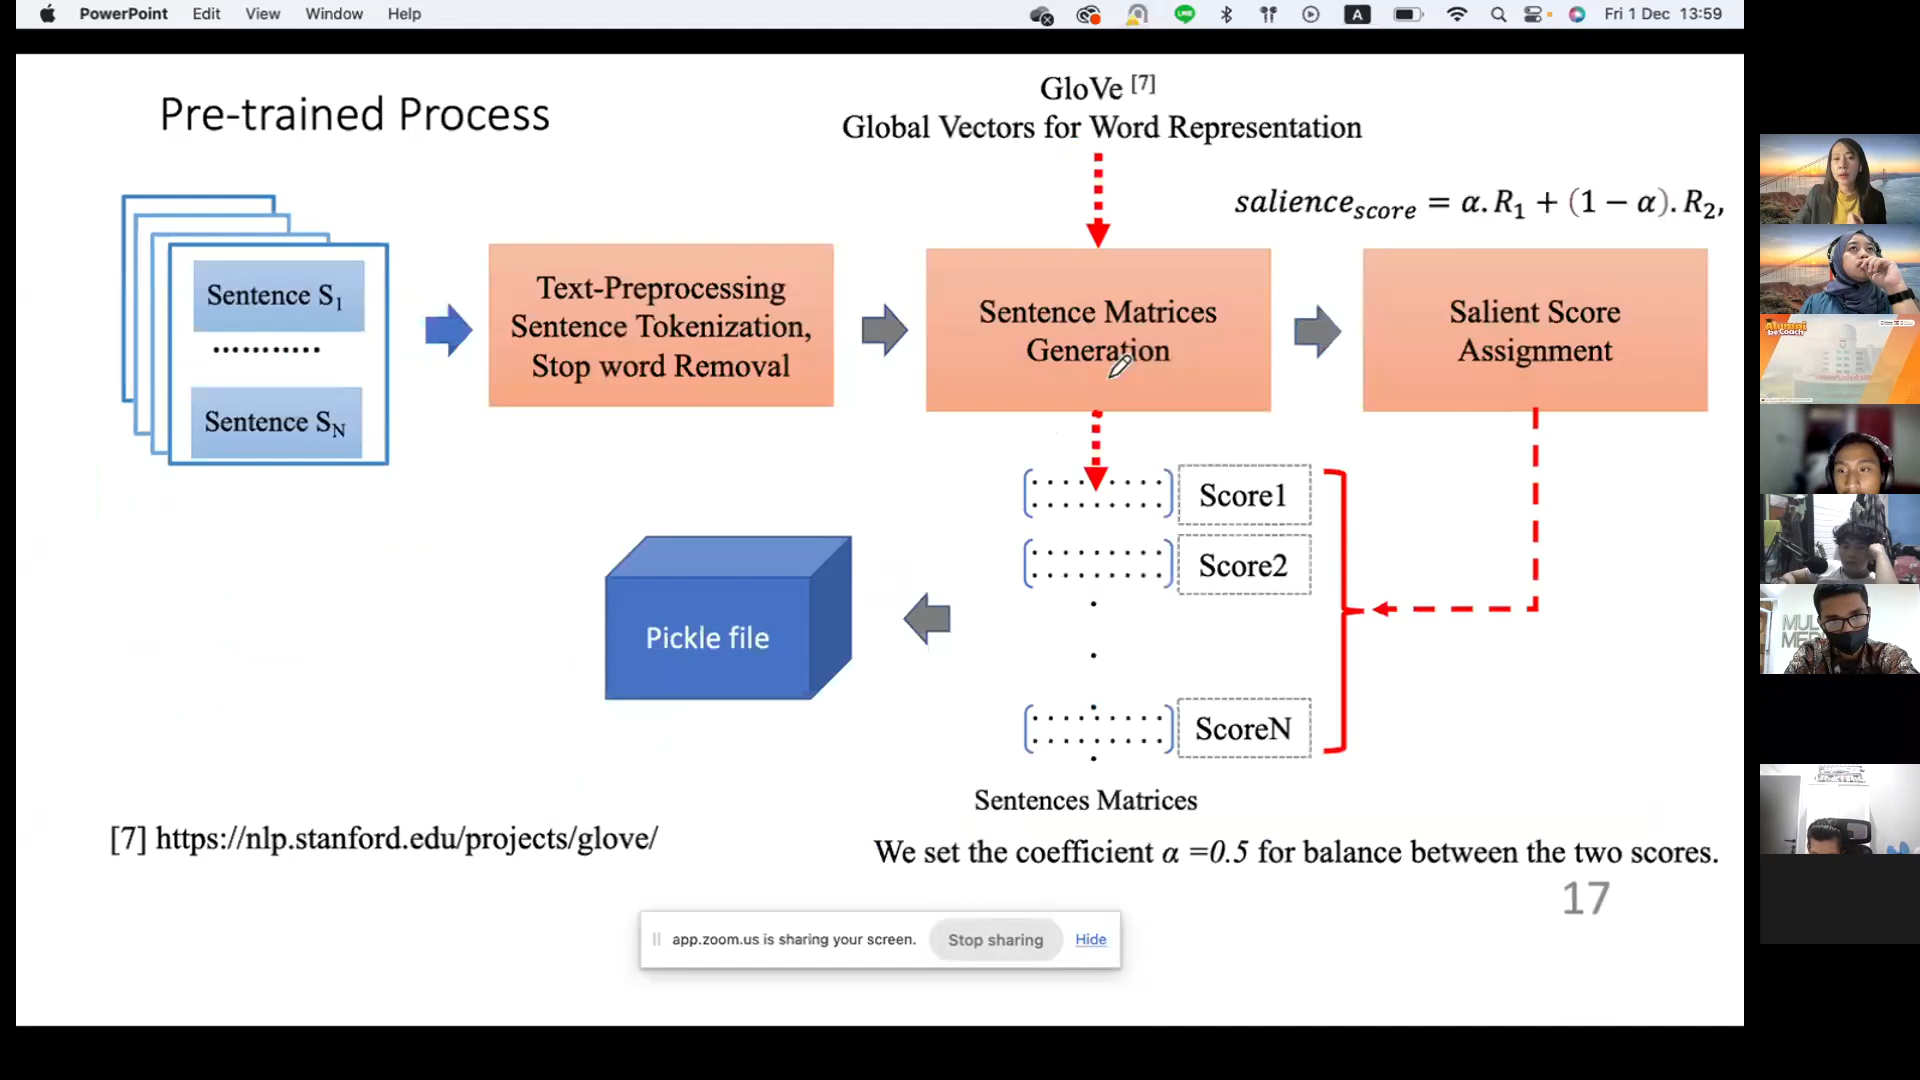 PowerPoint Edit View Window Help
A
Fri 1 Dec 13:59
Pre-trained Process
GloVe [7]
Global Vectors for Word Representation
salience_score = α. R₁ + (1 − α). R₂,
Sentence S₁
...........
Sentence S_N
Text-Preprocessing
Sentence Tokenization,
Stop word Removal
Sentence Matrices
Generation
Salient Score
Assignment
Score1
Score2
ScoreN
Pickle file
Sentences Matrices
[7] https://nlp.stanford.edu/projects/glove/
We set the coefficient α =0.5 for balance between the two scores.
17
app.zoom.us is sharing your screen.
Stop sharing
Hide
Alumni
be Coach